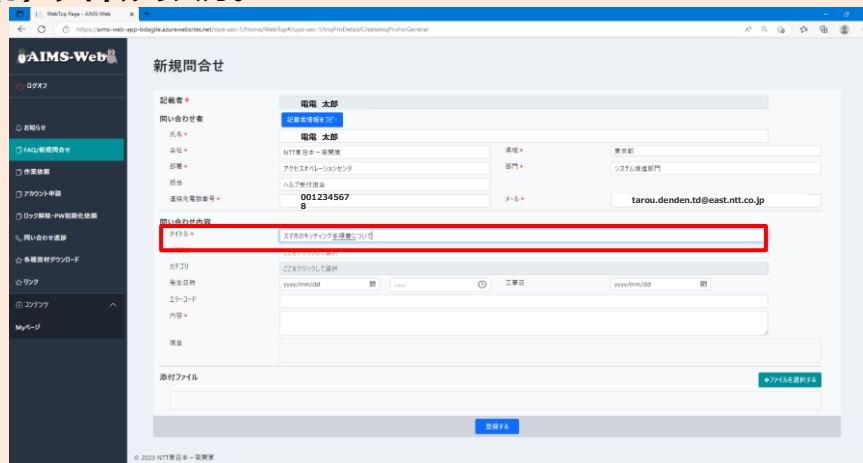 WebTop Page - AIMS-Web
https://aims-web-app-bdagile.azurewebsites.net/ope-sec-1/Home/WebTop#/ope-sec-1/InqProDetail/CreateInqProForGeneral
AIMS-Web
ログオフ
お知らせ
FAQ/新規問合せ
作業依頼
アカウント申請
ロック解除・PW初期化依頼
問い合わせ進捗
各種資材ダウンロード
リンク
コンテンツ
Myページ
新規問合せ
記載者*
電電 太郎
問い合わせ者
記載者情報をコピー
氏名*
電電 太郎
会社*
NTT東日本-南関東
県域*
東京都
部署*
アクセスオペレーションセンタ
部門*
システム推進部門
担当
ヘルプ受付担当
連絡先電話番号*
001234567
8
メール*
tarou.denden.td@east.ntt.co.jp
問い合わせ内容
タイトル*
スマホのキッティング手順書について
ここをクリックして選択
カテゴリ
ここをクリックして選択
発生日時
yyyy/mm/dd
--:--
工事日
yyyy/mm/dd
エラーコード
内容*
項目
添付ファイル
+ファイルを選択する
登録する
© 2023 NTT東日本-南関東